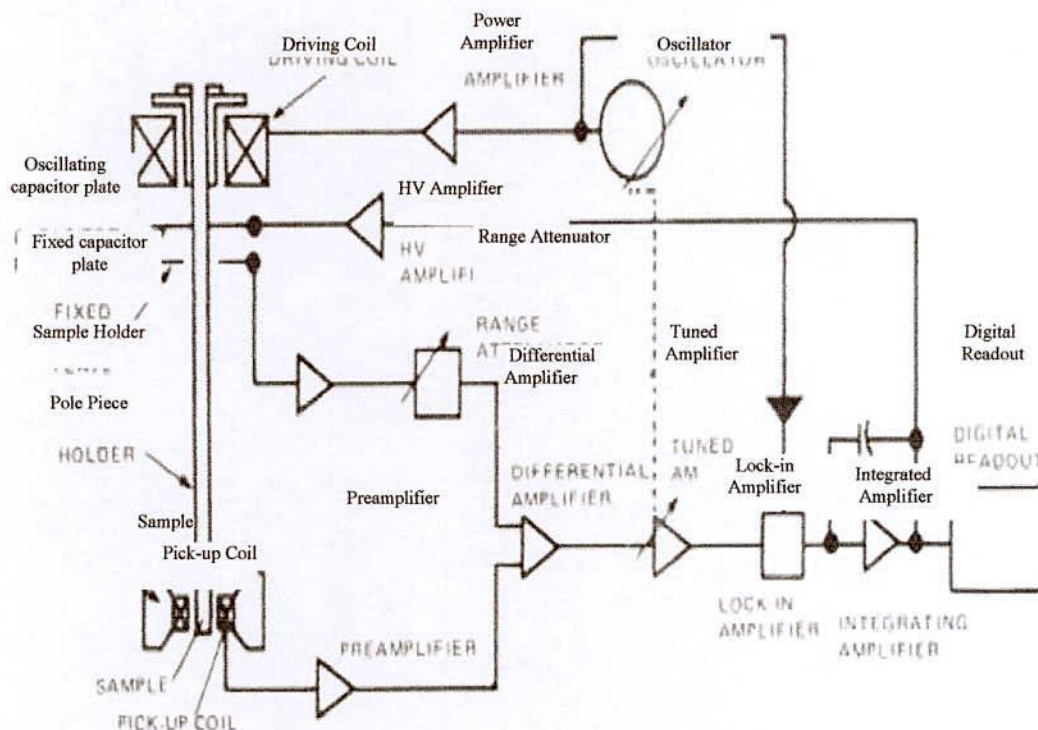 Power
Amplifier
Driving Coil
DRIVING COIL
Oscillator
OSCILLATOR
AMPLIFIER
Oscillating
capacitor plate
HV Amplifier
Fixed capacitor
plate
Range Attenuator
HV
AMPLIFI
FIXED
Sample Holder
RANGE
Differential
Amplifier
Tuned
Amplifier
Digital
Readout
Pole Piece
HOLDER
Preamplifier
DIFFERENTIAL
AMPLIFIER
TUNED
AM
Lock-in
Amplifier
Integrated
Amplifier
DIGITAL
READOUT
Sample
Pick-up Coil
LOCK IN
AMPLIFIER
INTEGRATING
AMPLIFIER
PREAMPLIFIER
SAMPLE
PICK-UP COIL